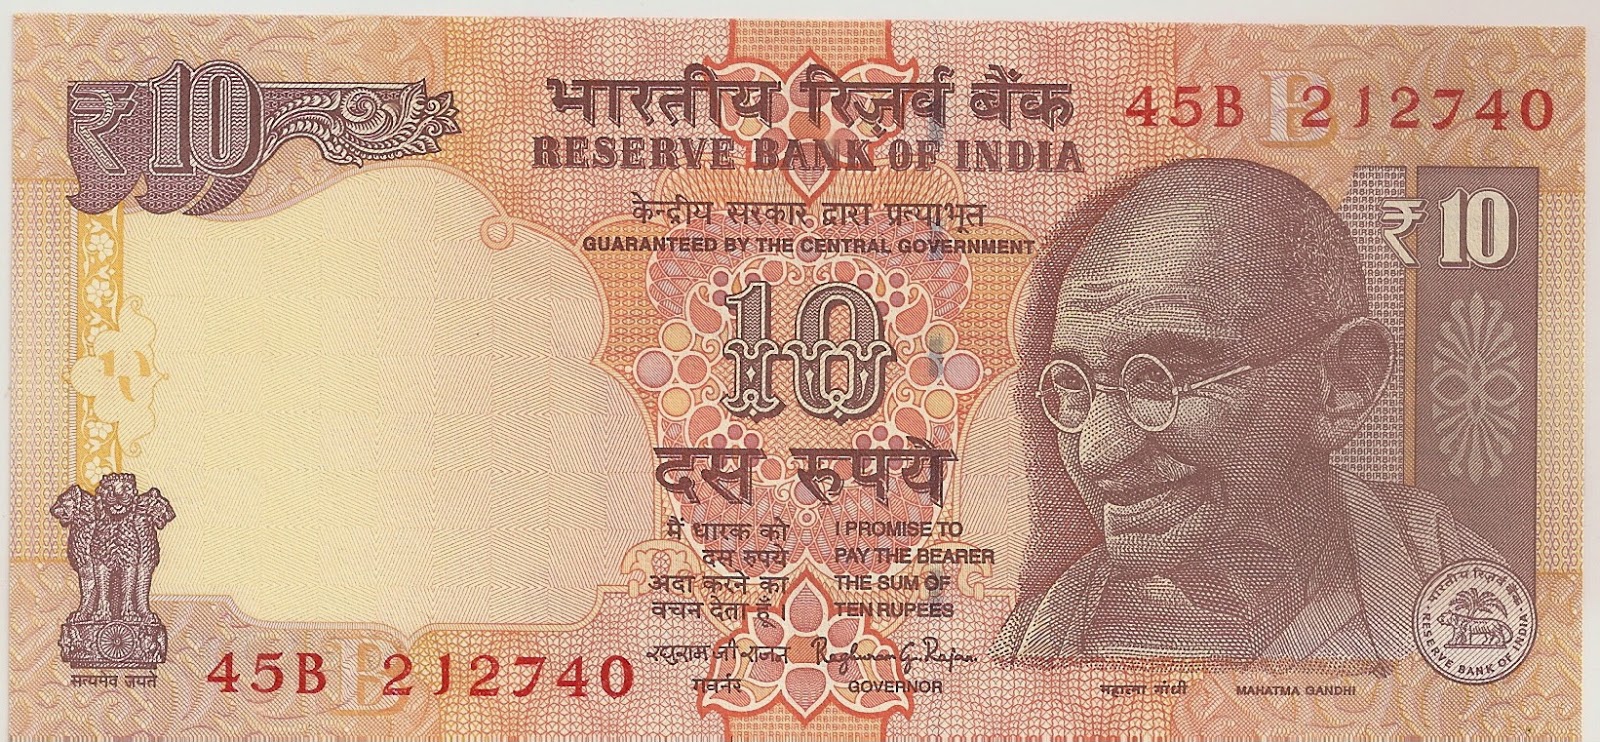 ₹10
भारतीय रिज़र्व बैंक
RESERVE BANK OF INDIA
45B 212740
केन्द्रीय सरकार द्वारा प्रत्याभूत
GUARANTEED BY THE CENTRAL GOVERNMENT
₹10
10
दस रुपये
मैं धारक को
दस रुपये
अदा करने का
वचन देता हूँ।
I PROMISE TO
PAY THE BEARER
THE SUM OF
TEN RUPEES
रघुराम जी राजन
Raghuram G. Rajan
गवर्नर
GOVERNOR
सत्यमेव जयते
45B B 212740
महात्मा गांधी
MAHATMA GANDHI
भारतीय रिज़र्व बैंक
RESERVE BANK OF INDIA